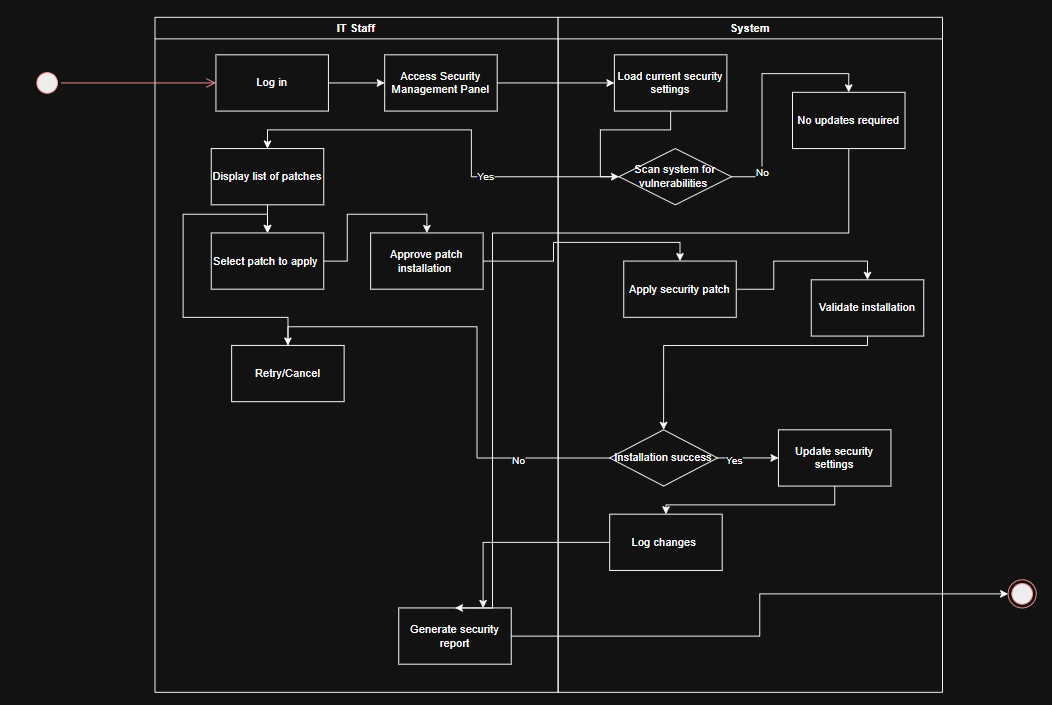 IT Staff
System
Log in
Access Security
Management Panel
Load current security
settings
No updates required
Display list of patches
Yes
Scan system for
vulnerabilities
No
Select patch to apply
Approve patch
installation
Apply security patch
Validate installation
Retry/Cancel
No
Installation success
Yes
Update security
settings
Log changes
Generate security
report